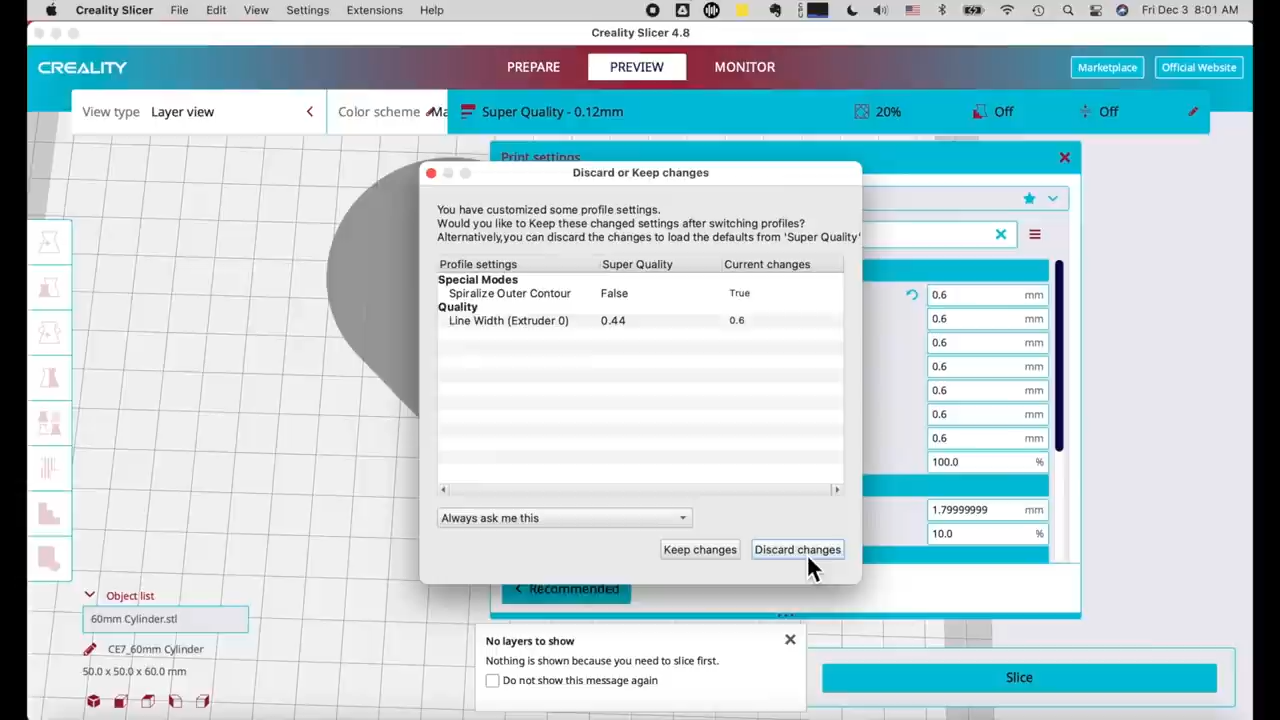 Creality Slicer File Edit View Settings Extensions Help Fri Dec 3 8:01 AM
Creality Slicer 4.8
CREALITY PREPARE PREVIEW MONITOR Marketplace Official Website
View type Layer view Color scheme Ma Super Quality - 0.12mm 20% Off Off
Print settings
Discard or Keep changes
You have customized some profile settings.
Would you like to Keep these changed settings after switching profiles?
Alternatively,you can discard the changes to load the defaults from 'Super Quality'
Profile settings Super Quality Current changes
Special Modes
Spiralize Outer Contour False True
Quality
Line Width (Extruder 0) 0.44 0.6
0.6 mm
0.6 mm
0.6 mm
0.6 mm
0.6 mm
0.6 mm
0.6 mm
100.0 %
1.79999999 mm
10.0 %
Always ask me this
Keep changes Discard changes
Recommended
Object list
60mm Cylinder.stl
CE7_60mm Cylinder
50.0 x 50.0 x 60.0 mm
No layers to show
Nothing is shown because you need to slice first.
Do not show this message again
Slice